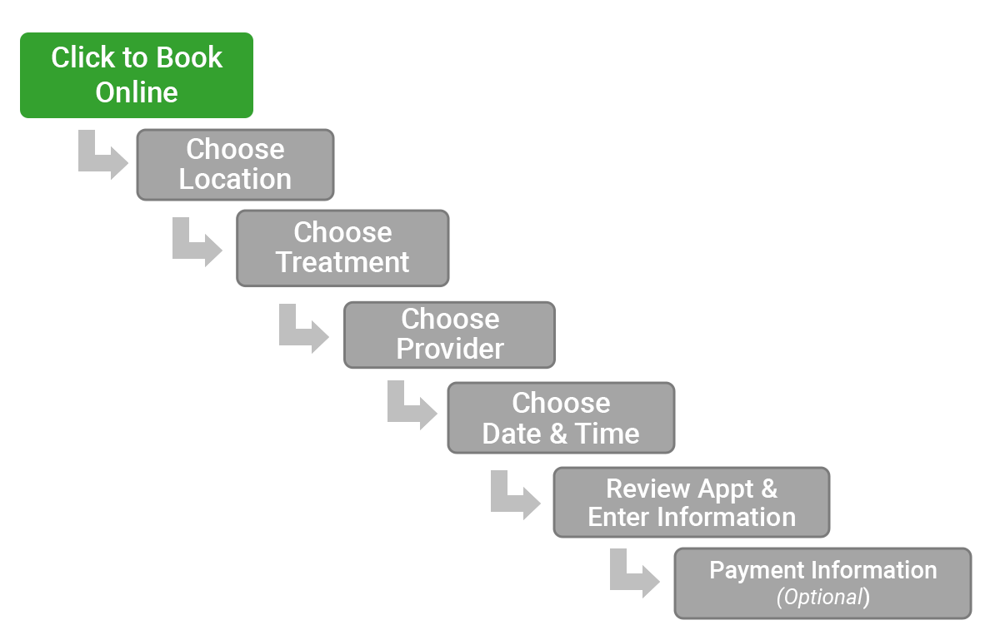 Click to Book
Online
Choose
Location
Choose
Treatment
Choose
Provider
Choose
Date & Time
Review Appt &
Enter Information
Payment Information
(Optional)